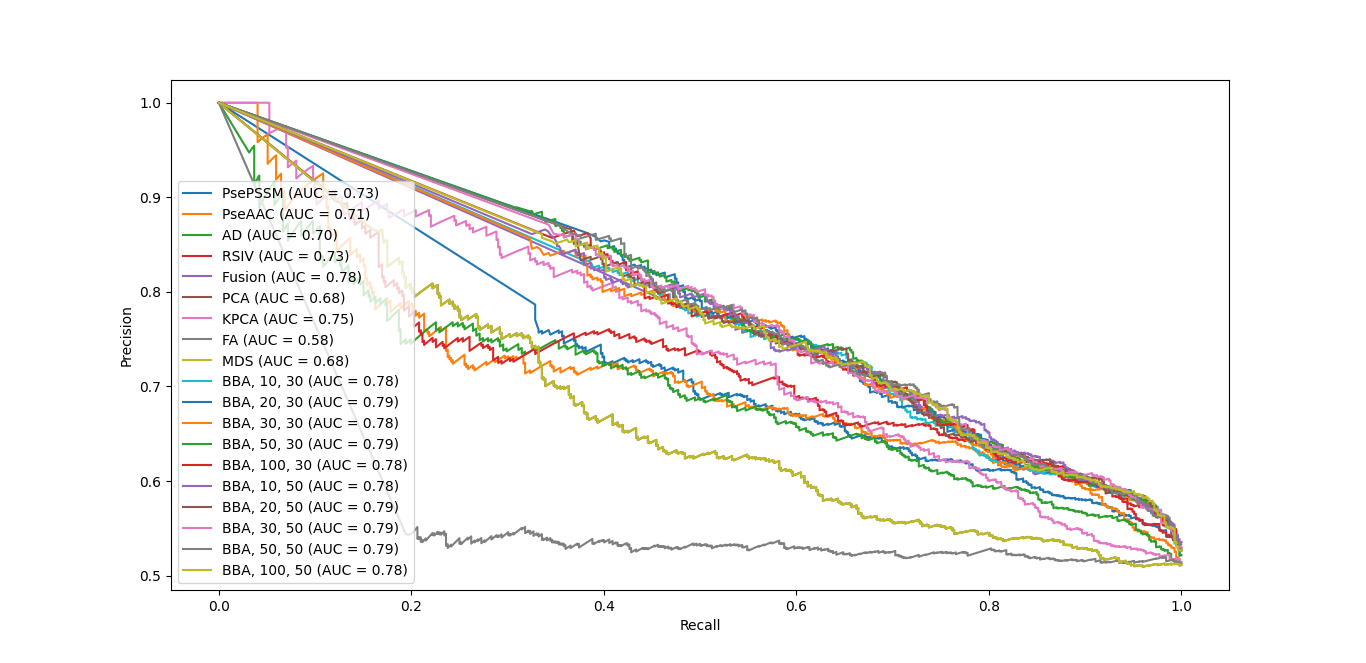 1.0
0.9
0.8
0.7
0.6
0.5
Precision
PsePSSM (AUC = 0.73)
PseAAC (AUC = 0.71)
AD (AUC = 0.70)
RSIV (AUC = 0.73)
Fusion (AUC = 0.78)
PCA (AUC = 0.68)
KPCA (AUC = 0.75)
FA (AUC = 0.58)
MDS (AUC = 0.68)
BBA, 10, 30 (AUC = 0.78)
BBA, 20, 30 (AUC = 0.79)
BBA, 30, 30 (AUC = 0.78)
BBA, 50, 30 (AUC = 0.79)
BBA, 100, 30 (AUC = 0.78)
BBA, 10, 50 (AUC = 0.78)
BBA, 20, 50 (AUC = 0.79)
BBA, 30, 50 (AUC = 0.79)
BBA, 50, 50 (AUC = 0.79)
BBA, 100, 50 (AUC = 0.78)
0.0 0.2 0.4 0.6 0.8 1.0
Recall